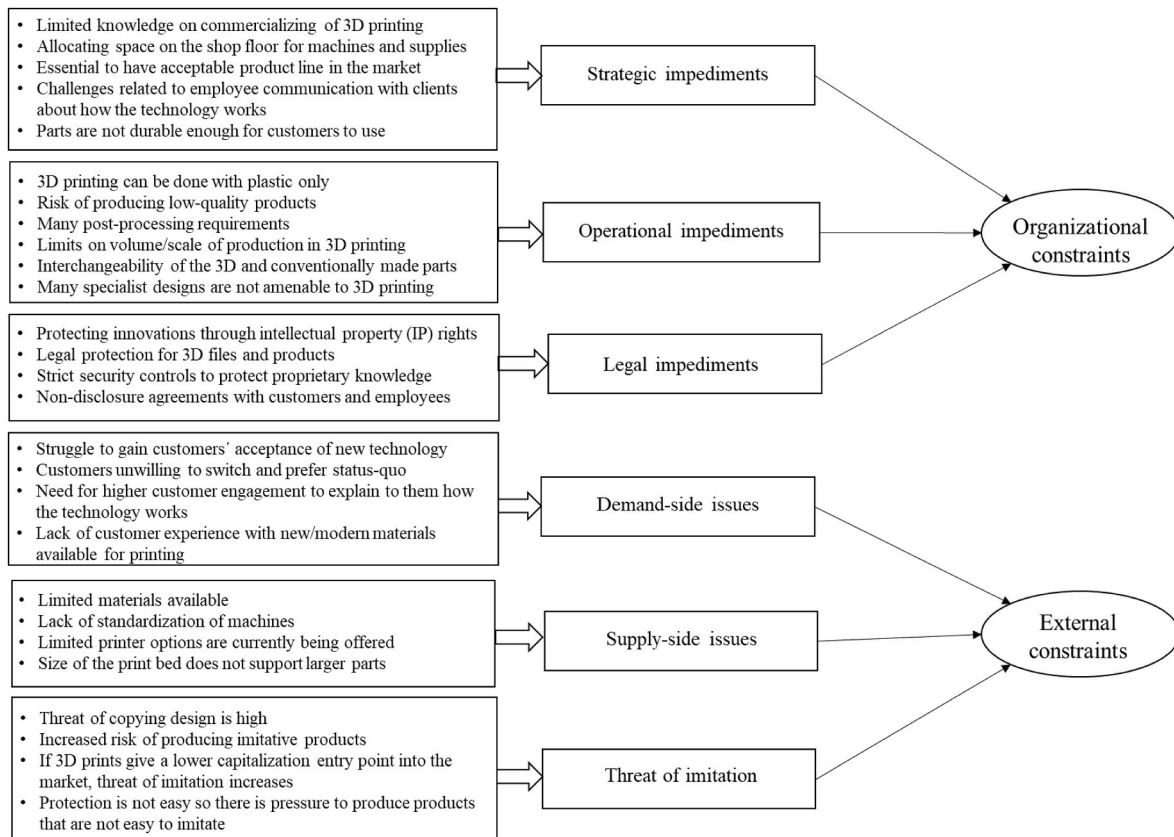 • Limited knowledge on commercializing of 3D printing
• Allocating space on the shop floor for machines and supplies
• Essential to have acceptable product line in the market
• Challenges related to employee communication with clients
about how the technology works
• Parts are not durable enough for customers to use
Strategic impediments
• 3D printing can be done with plastic only
• Risk of producing low-quality products
• Many post-processing requirements
• Limits on volume/scale of production in 3D printing
• Interchangeability of the 3D and conventionally made parts
• Many specialist designs are not amenable to 3D printing
Operational impediments
• Protecting innovations through intellectual property (IP) rights
• Legal protection for 3D files and products
• Strict security controls to protect proprietary knowledge
• Non-disclosure agreements with customers and employees
Legal impediments
Organizational
constraints
• Struggle to gain customers´ acceptance of new technology
• Customers unwilling to switch and prefer status-quo
• Need for higher customer engagement to explain to them how
the technology works
• Lack of customer experience with new/modern materials
available for printing
Demand-side issues
• Limited materials available
• Lack of standardization of machines
• Limited printer options are currently being offered
• Size of the print bed does not support larger parts
Supply-side issues
• Threat of copying design is high
• Increased risk of producing imitative products
• If 3D prints give a lower capitalization entry point into the
market, threat of imitation increases
• Protection is not easy so there is pressure to produce products
that are not easy to imitate
Threat of imitation
External
constraints